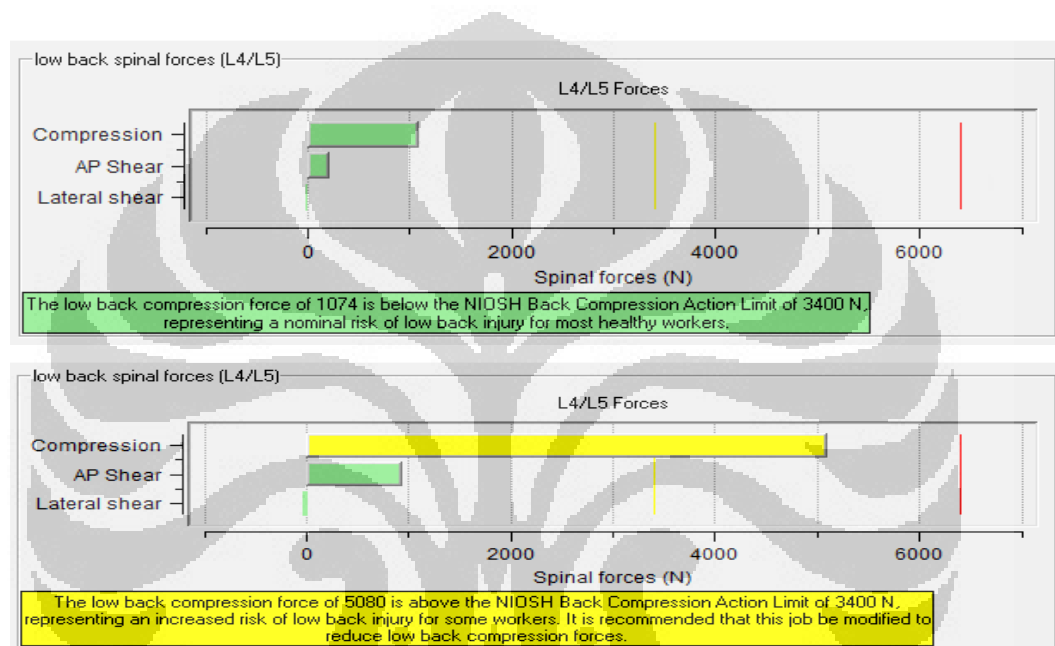 low back spinal forces (L4/L5)
L4/L5 Forces
Compression
AP Shear
Lateral shear
0 2000 4000 6000
Spinal forces (N)
The low back compression force of 1074 is below the NIOSH Back Compression Action Limit of 3400 N,
representing a nominal risk of low back injury for most healthy workers.
low back spinal forces (L4/L5)
L4/L5 Forces
Compression
AP Shear
Lateral shear
0 2000 4000 6000
Spinal forces (N)
The low back compression force of 5080 is above the NIOSH Back Compression Action Limit of 3400 N,
representing an increased risk of low back injury for some workers. It is recommended that this job be modified to
reduce low back compression forces.